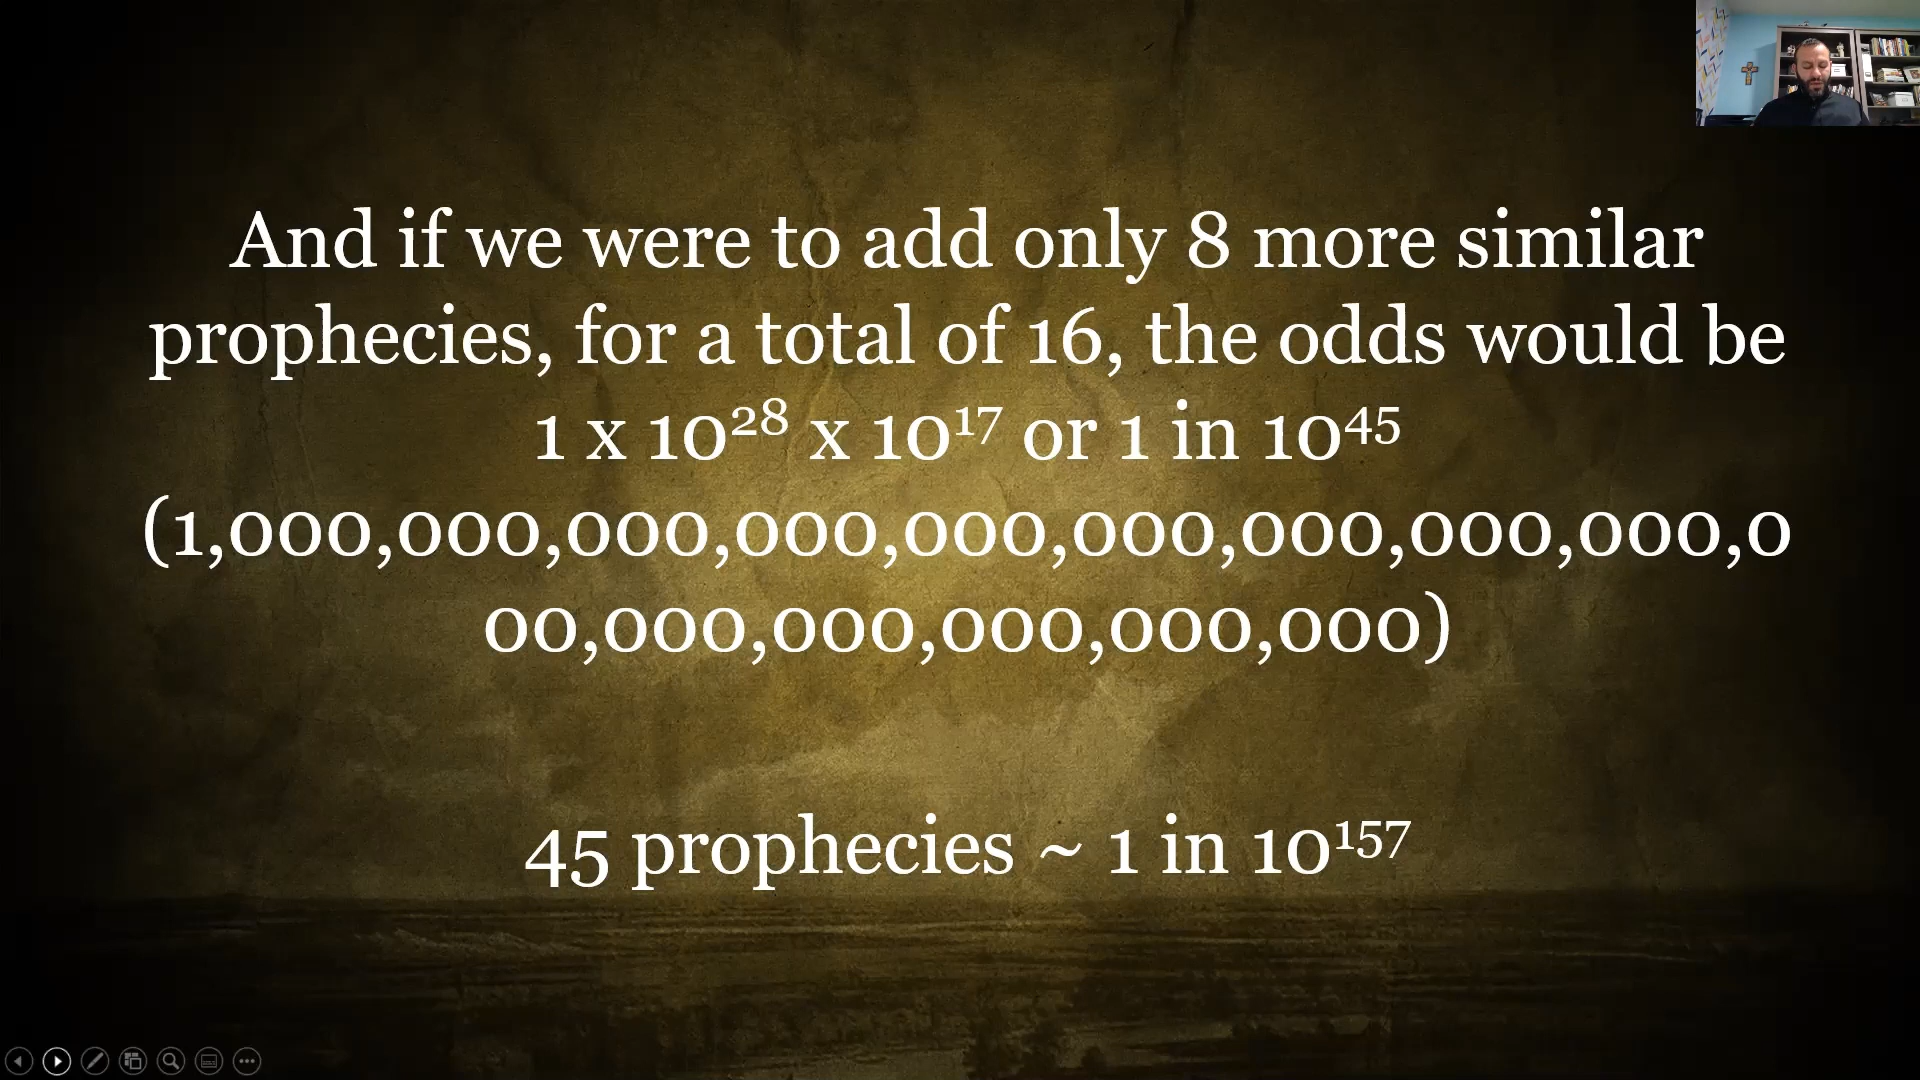 And if we were to add only 8 more similar
prophecies, for a total of 16, the odds would be
1 x 10²⁸ x 10¹⁷ or 1 in 10⁴⁵
(1,000,000,000,000,000,000,000,000,000,0
00,000,000,000,000,000)
45 prophecies ~ 1 in 10¹⁵⁷